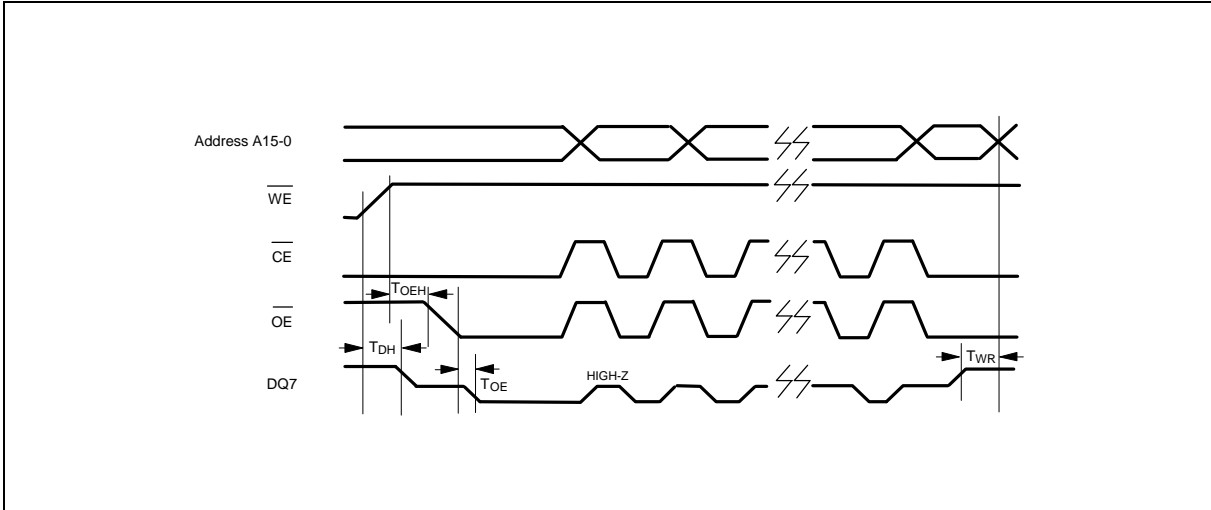 Address A15-0
WE
CE
TOEH
OE
TDH
TWR
DQ7
TOE
HIGH-Z